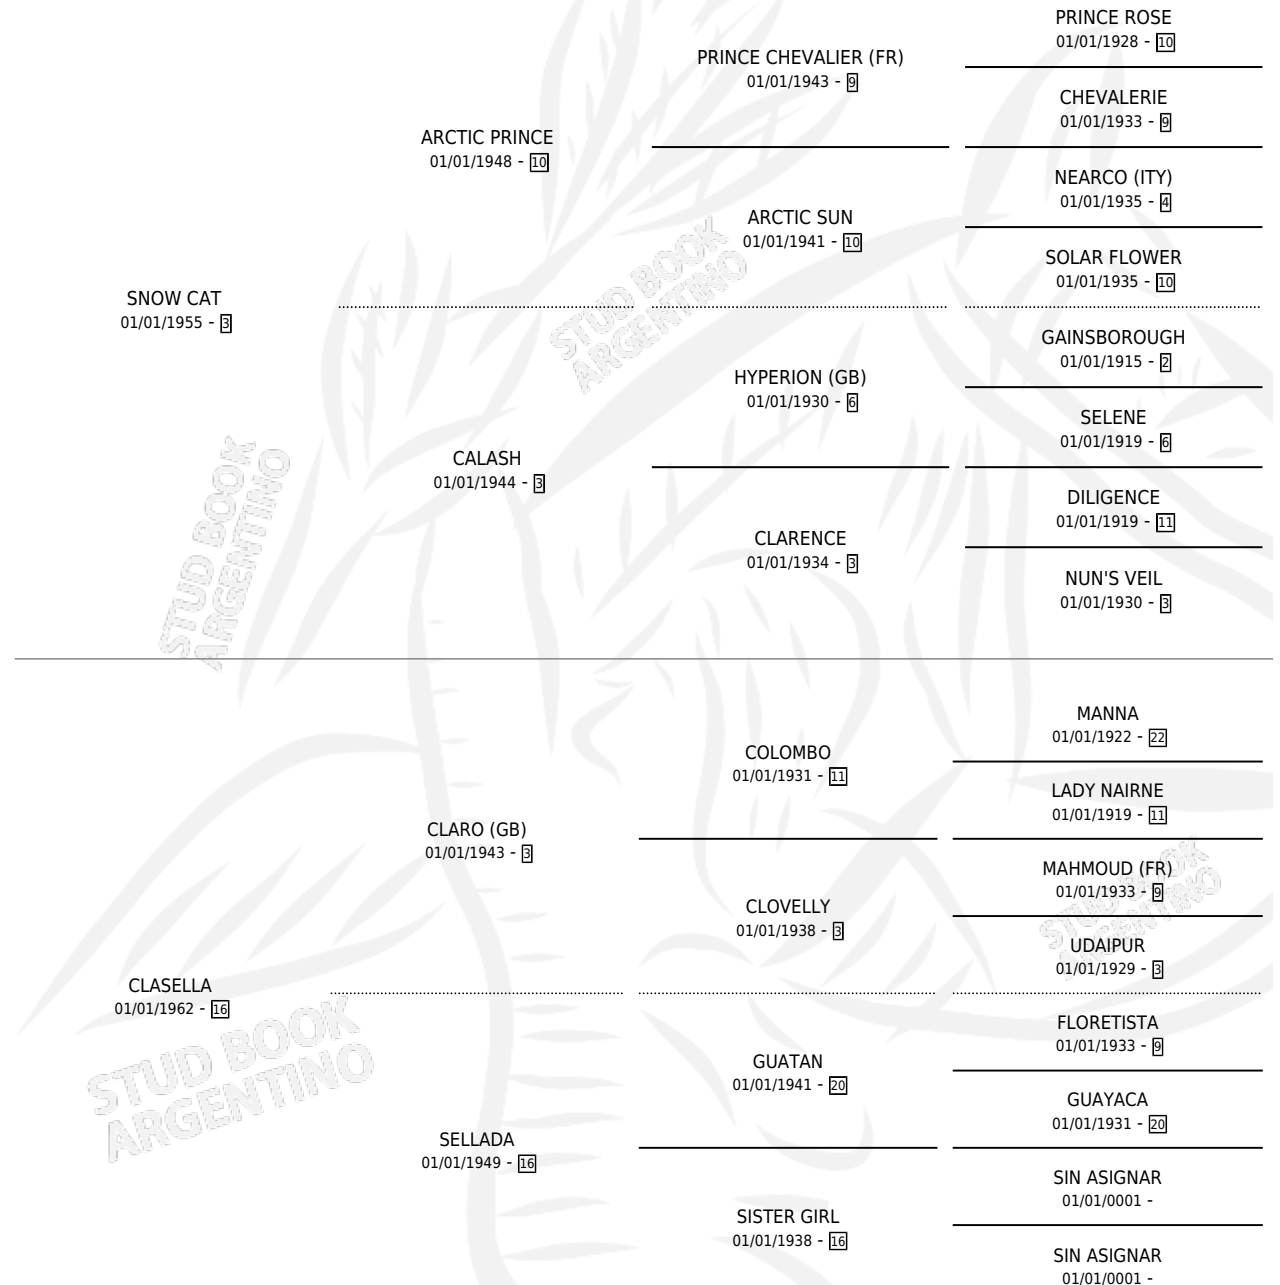 PRINCE ROSE
01/01/1928 - 10
PRINCE CHEVALIER (FR)
01/01/1943 - 9
CHEVALERIE
01/01/1933 - 9
ARCTIC PRINCE
01/01/1948 - 10
NEARCO (ITY)
01/01/1935 - 4
ARCTIC SUN
01/01/1941 - 10
SOLAR FLOWER
01/01/1935 - 10
SNOW CAT
01/01/1955 - 3
GAINSBOROUGH
01/01/1915 - 2
HYPERION (GB)
01/01/1930 - 6
SELENE
01/01/1919 - 6
CALASH
01/01/1944 - 3
DILIGENCE
01/01/1919 - 11
CLARENCE
01/01/1934 - 3
NUN'S VEIL
01/01/1930 - 3
MANNA
01/01/1922 - 22
COLOMBO
01/01/1931 - 11
LADY NAIRNE
01/01/1919 - 11
CLARO (GB)
01/01/1943 - 3
MAHMOUD (FR)
01/01/1933 - 9
CLOVELLY
01/01/1938 - 3
UDAIPUR
01/01/1929 - 3
CLASELLA
01/01/1962 - 16
FLORETISTA
01/01/1933 - 9
GUATAN
01/01/1941 - 20
GUAYACA
01/01/1931 - 20
SELLADA
01/01/1949 - 16
SIN ASIGNAR
01/01/0001 -
SISTER GIRL
01/01/1938 - 16
SIN ASIGNAR
01/01/0001 -
STUD BOOK
ARGENTINO
STUD BOOK
ARGENTINO
STUD BOOK
ARGENTINO
STUD BOOK
ARGENTINO